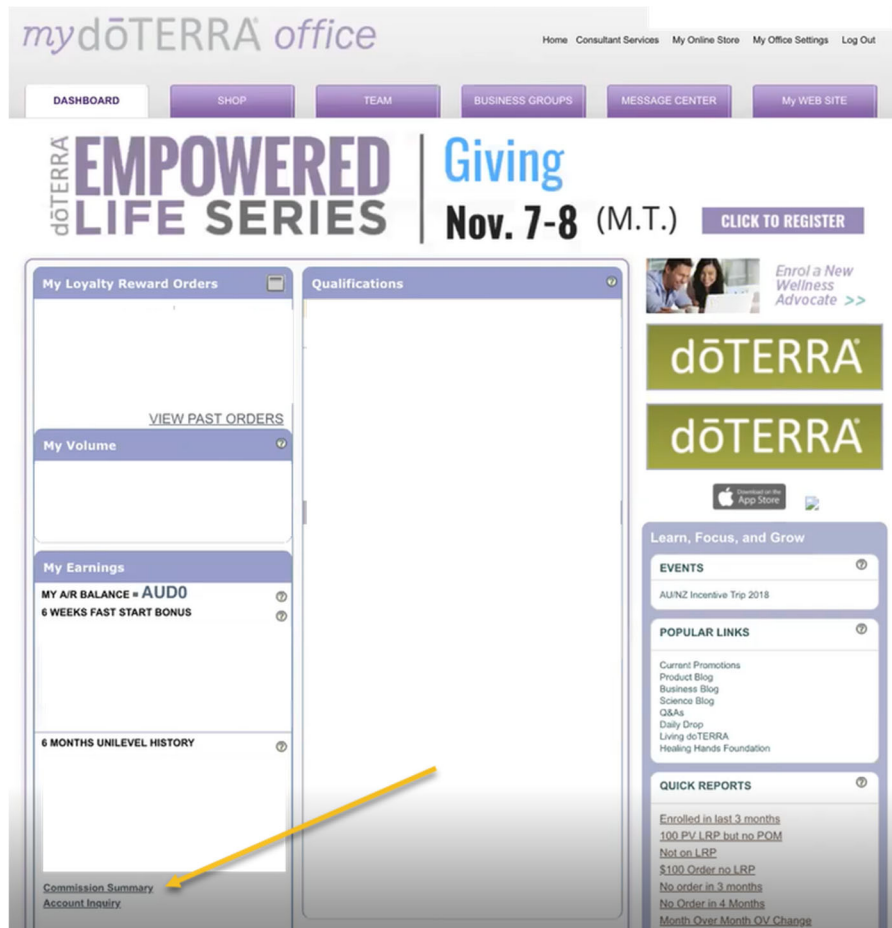 mydōTERRA® office
Home Consultant Services My Online Store My Office Settings Log Out
DASHBOARD SHOP TEAM BUSINESS GROUPS MESSAGE CENTER My WEB SITE
dōTERRA EMPOWERED
LIFE SERIES
Giving
Nov. 7-8 (M.T.) CLICK TO REGISTER
My Loyalty Reward Orders
VIEW PAST ORDERS
My Volume
My Earnings
MY A/R BALANCE = AUD0
6 WEEKS FAST START BONUS
6 MONTHS UNILEVEL HISTORY
Commission Summary
Account Inquiry
Qualifications
Enrol a New
Wellness
Advocate >>
dōTERRA®
dōTERRA®
Download on the
App Store
Learn, Focus, and Grow
EVENTS
AU/NZ Incentive Trip 2018
POPULAR LINKS
Current Promotions
Product Blog
Business Blog
Science Blog
Q&As
Daily Drop
Living doTERRA
Healing Hands Foundation
QUICK REPORTS
Enrolled in last 3 months
100 PV LRP but no POM
Not on LRP
$100 Order no LRP
No order in 3 months
No Order in 4 Months
Month Over Month OV Change